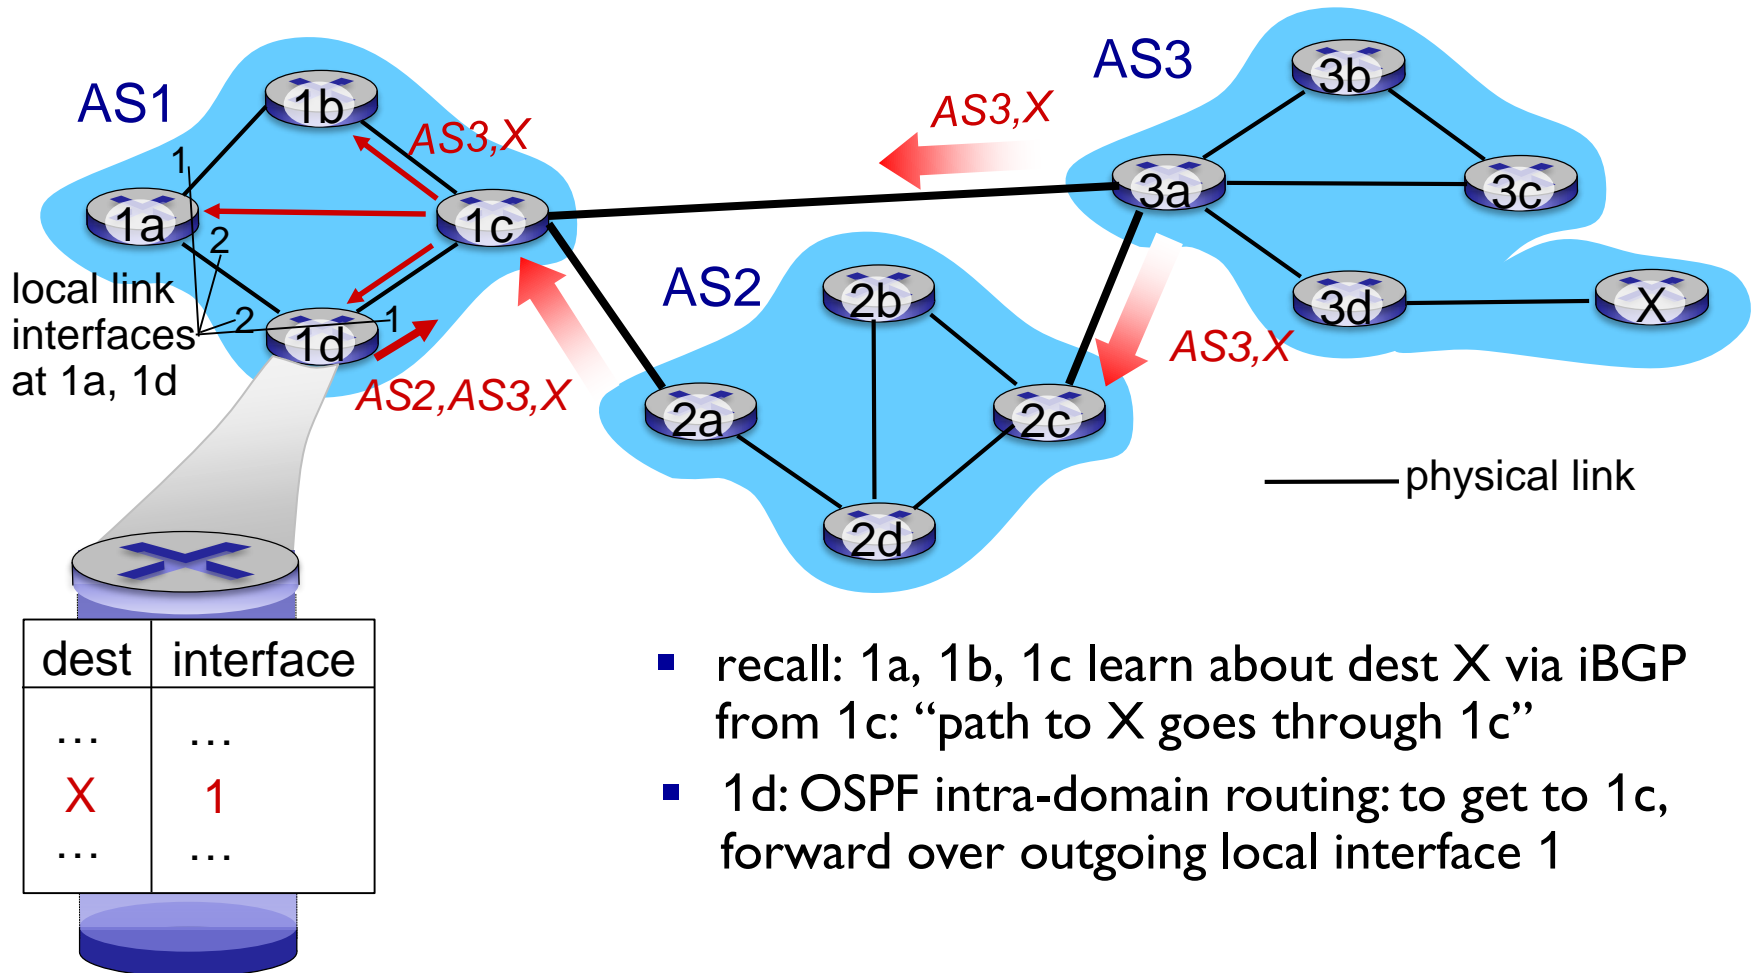 AS1
1b
AS3,X
1
1a
2
1c
local link
interfaces
at 1a, 1d
2
1
1d
AS2,AS3,X
AS3,X
AS3
3b
3a
3c
3d
X
AS3,X
AS2
2b
2a
2c
2d
physical link
dest interface
… …
X 1
… …
▪ recall: 1a, 1b, 1c learn about dest X via iBGP
from 1c: “path to X goes through 1c”
▪ 1d: OSPF intra-domain routing: to get to 1c,
forward over outgoing local interface 1